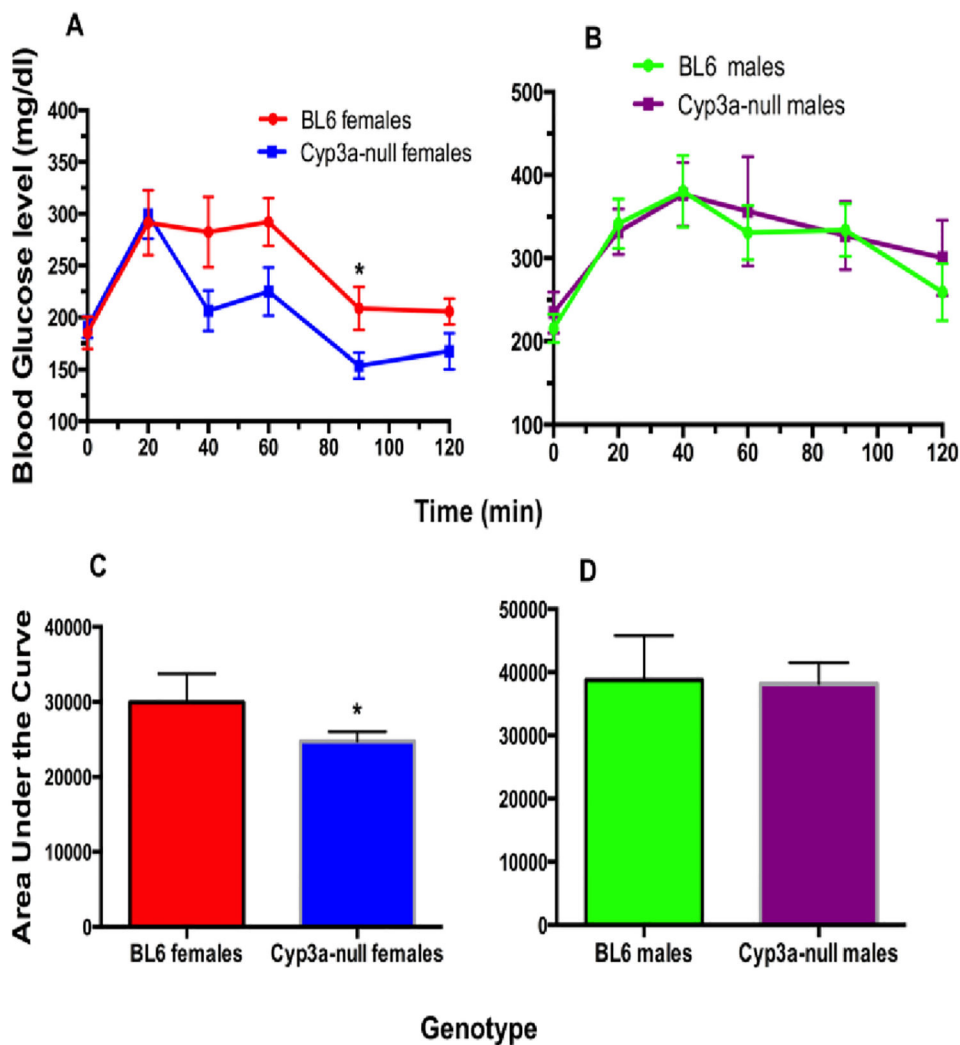 A
BL6 females
Cyp3a-null females
400
350
300
250
200
150
100
0 20 40 60 80 100 120
*
B
BL6 males
Cyp3a-null males
500
400
300
200
100
0 20 40 60 80 100 120
Blood Glucose level (mg/dl)
Time (min)
C
40000
30000
20000
10000
0
*
BL6 females Cyp3a-null females
D
50000
40000
30000
20000
10000
0
BL6 males Cyp3a-null males
Area Under the Curve
Genotype